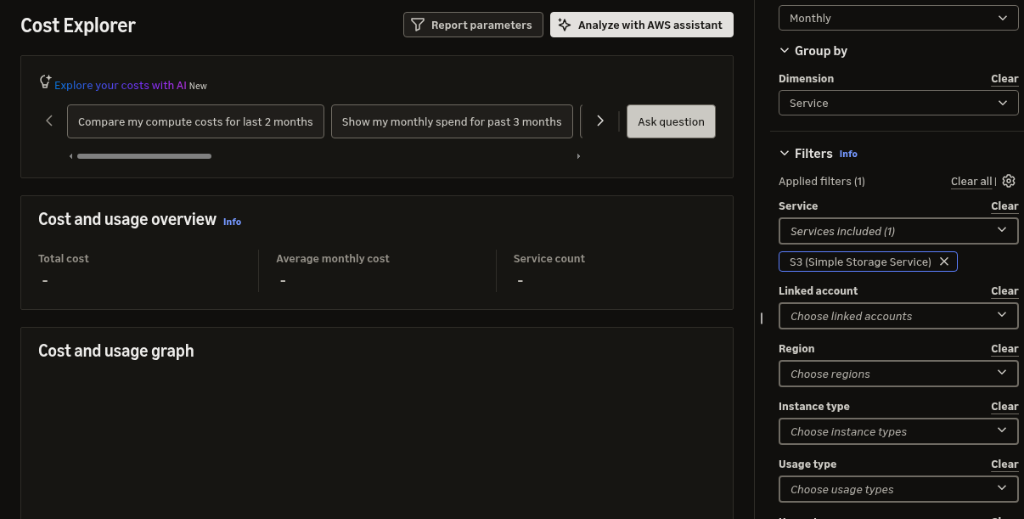 Cost Explorer
Report parameters
Analyze with AWS assistant
Explore your costs with AI New
Compare my compute costs for last 2 months
Show my monthly spend for past 3 months
Ask question
Cost and usage overview Info
Total cost
-
Average monthly cost
-
Service count
-
Cost and usage graph
Monthly
Group by
Dimension Clear
Service
Filters Info
Applied filters (1) Clear all
Service Clear
Services included (1)
S3 (Simple Storage Service)
Linked account Clear
Choose linked accounts
Region Clear
Choose regions
Instance type Clear
Choose instance types
Usage type Clear
Choose usage types